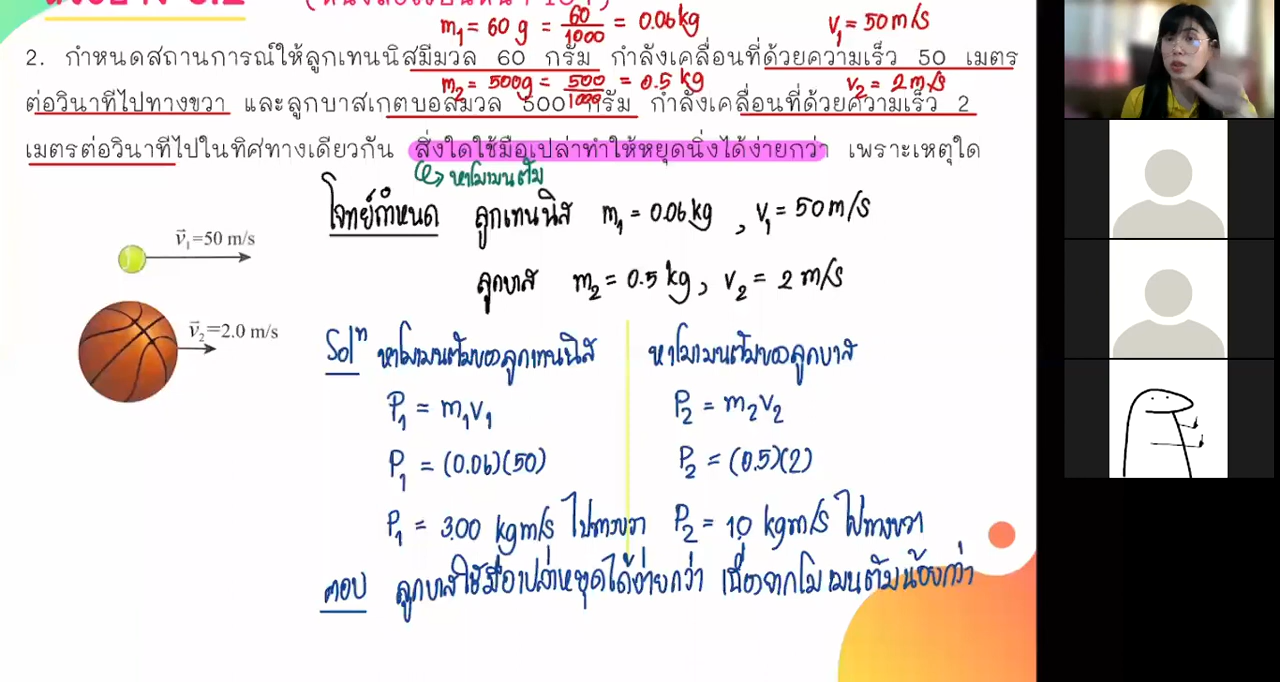 m₁ = 60 g = 60/1000 = 0.06 kg v₁ = 50 m/s
2. กำหนดสถานการณ์ให้ลูกเทนนิสมีมวล 60 กรัม กำลังเคลื่อนที่ด้วยความเร็ว 50 เมตร
m₂ = 500g = 500/1000 = 0.5 kg v₂ = 2 m/s
ต่อวินาทีไปทางขวา และลูกบาสเกตบอลมวล 500 กรัม กำลังเคลื่อนที่ด้วยความเร็ว 2
เมตรต่อวินาทีไปในทิศทางเดียวกัน สิ่งใดใช้มือเปล่าทำให้หยุดนิ่งได้ง่ายกว่า เพราะเหตุใด
หาโมเมนตัม
โจทย์กำหนด ลูกเทนนิส m₁ = 0.06 kg , v₁ = 50 m/s
v⃗₁=50 m/s
ลูกบาส m₂ = 0.5 kg , v₂ = 2 m/s
v⃗₂=2.0 m/s
Solⁿ หาโมเมนตัมของลูกเทนนิส
P₁ = m₁v₁
P₁ = (0.06)(50)
P₁ = 3.00 kgm/s ไปทางขวา
หาโมเมนตัมของลูกบาส
P₂ = m₂v₂
P₂ = (0.5)(2)
P₂ = 1.0 kgm/s ไปทางขวา
ตอบ ลูกบาสใช้มือเปล่าหยุดได้ง่ายกว่า เนื่องจากโมเมนตัมน้อยกว่า